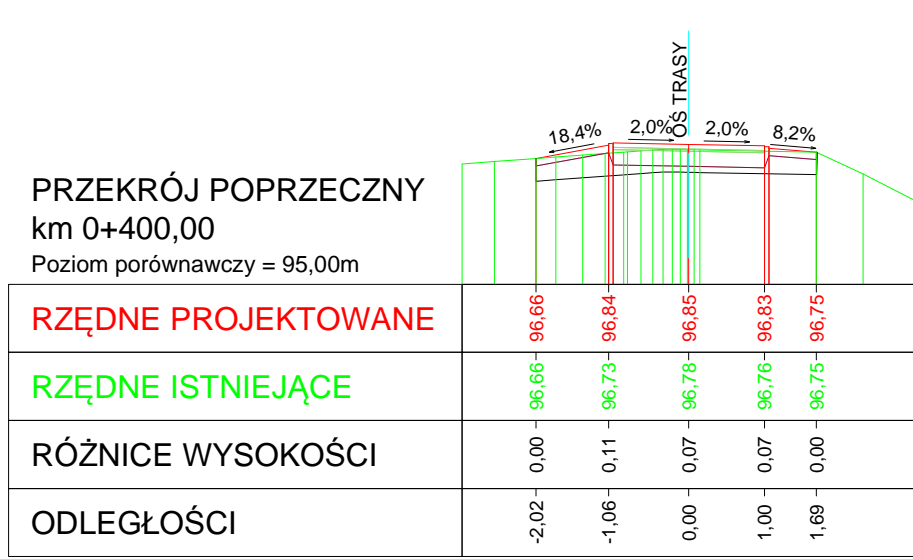 OŚ TRASY
18,4% 2,0% 2,0% 8,2%
PRZEKRÓJ POPRZECZNY
km 0+400,00
Poziom porównawczy = 95,00m
RZĘDNE PROJEKTOWANE 96,66 96,84 96,85 96,83 96,75
RZĘDNE ISTNIEJĄCE 96,66 96,73 96,78 96,76 96,75
RÓŻNICE WYSOKOŚCI 0,00 0,11 0,07 0,07 0,00
ODLEGŁOŚCI -2,02 -1,06 0,00 1,00 1,69